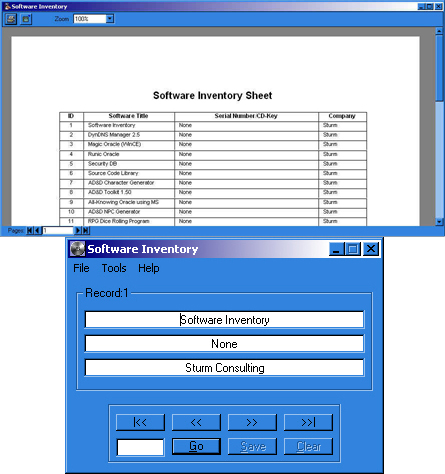 Software Inventory
Zoom 100%
Software Inventory Sheet
ID Software Title Serial Number/CD-Key Company
1 Software Inventory None Sturm
2 DynDNS Manager 2.5 None Sturm
3 Magic Oracle (WinCE) None Sturm
4 Runic Oracle None Sturm
5 Security DB None Sturm
6 Source Code Library None Sturm
7 AD&D Character Generator None Sturm
8 AD&D Toolkit 1.50 None Sturm
9 All-Knowing Oracle using MS None Sturm
10 AD&D NPC Generator None Sturm
11 RPG Dice Rolling Program None Sturm
Pages: 1
Software Inventory
File Tools Help
Record:1
Software Inventory
None
Sturm Consulting
|<< << >> >>|
Go Save Clear